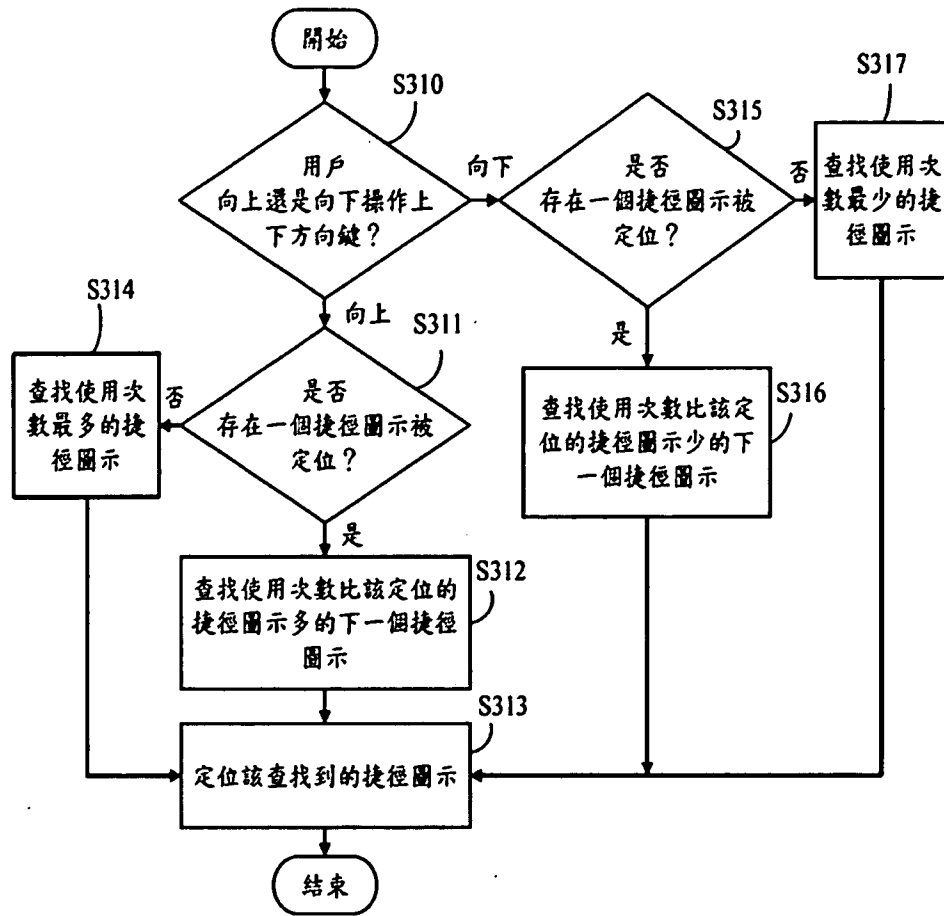 開始
S310
用戶
向上還是向下操作上
下方向鍵？
向下
S315
是否
存在一個捷徑圖示被
定位？
否
S317
查找使用次
數最少的捷
徑圖示
向上
是
S314
查找使用次
數最多的捷
徑圖示
否
S311
是否
存在一個捷徑圖示被
定位？
S316
查找使用次數比該定
位的捷徑圖示少的下
一個捷徑圖示
是
S312
查找使用次數比該定位的
捷徑圖示多的下一個捷徑
圖示
S313
定位該查找到的捷徑圖示
结束